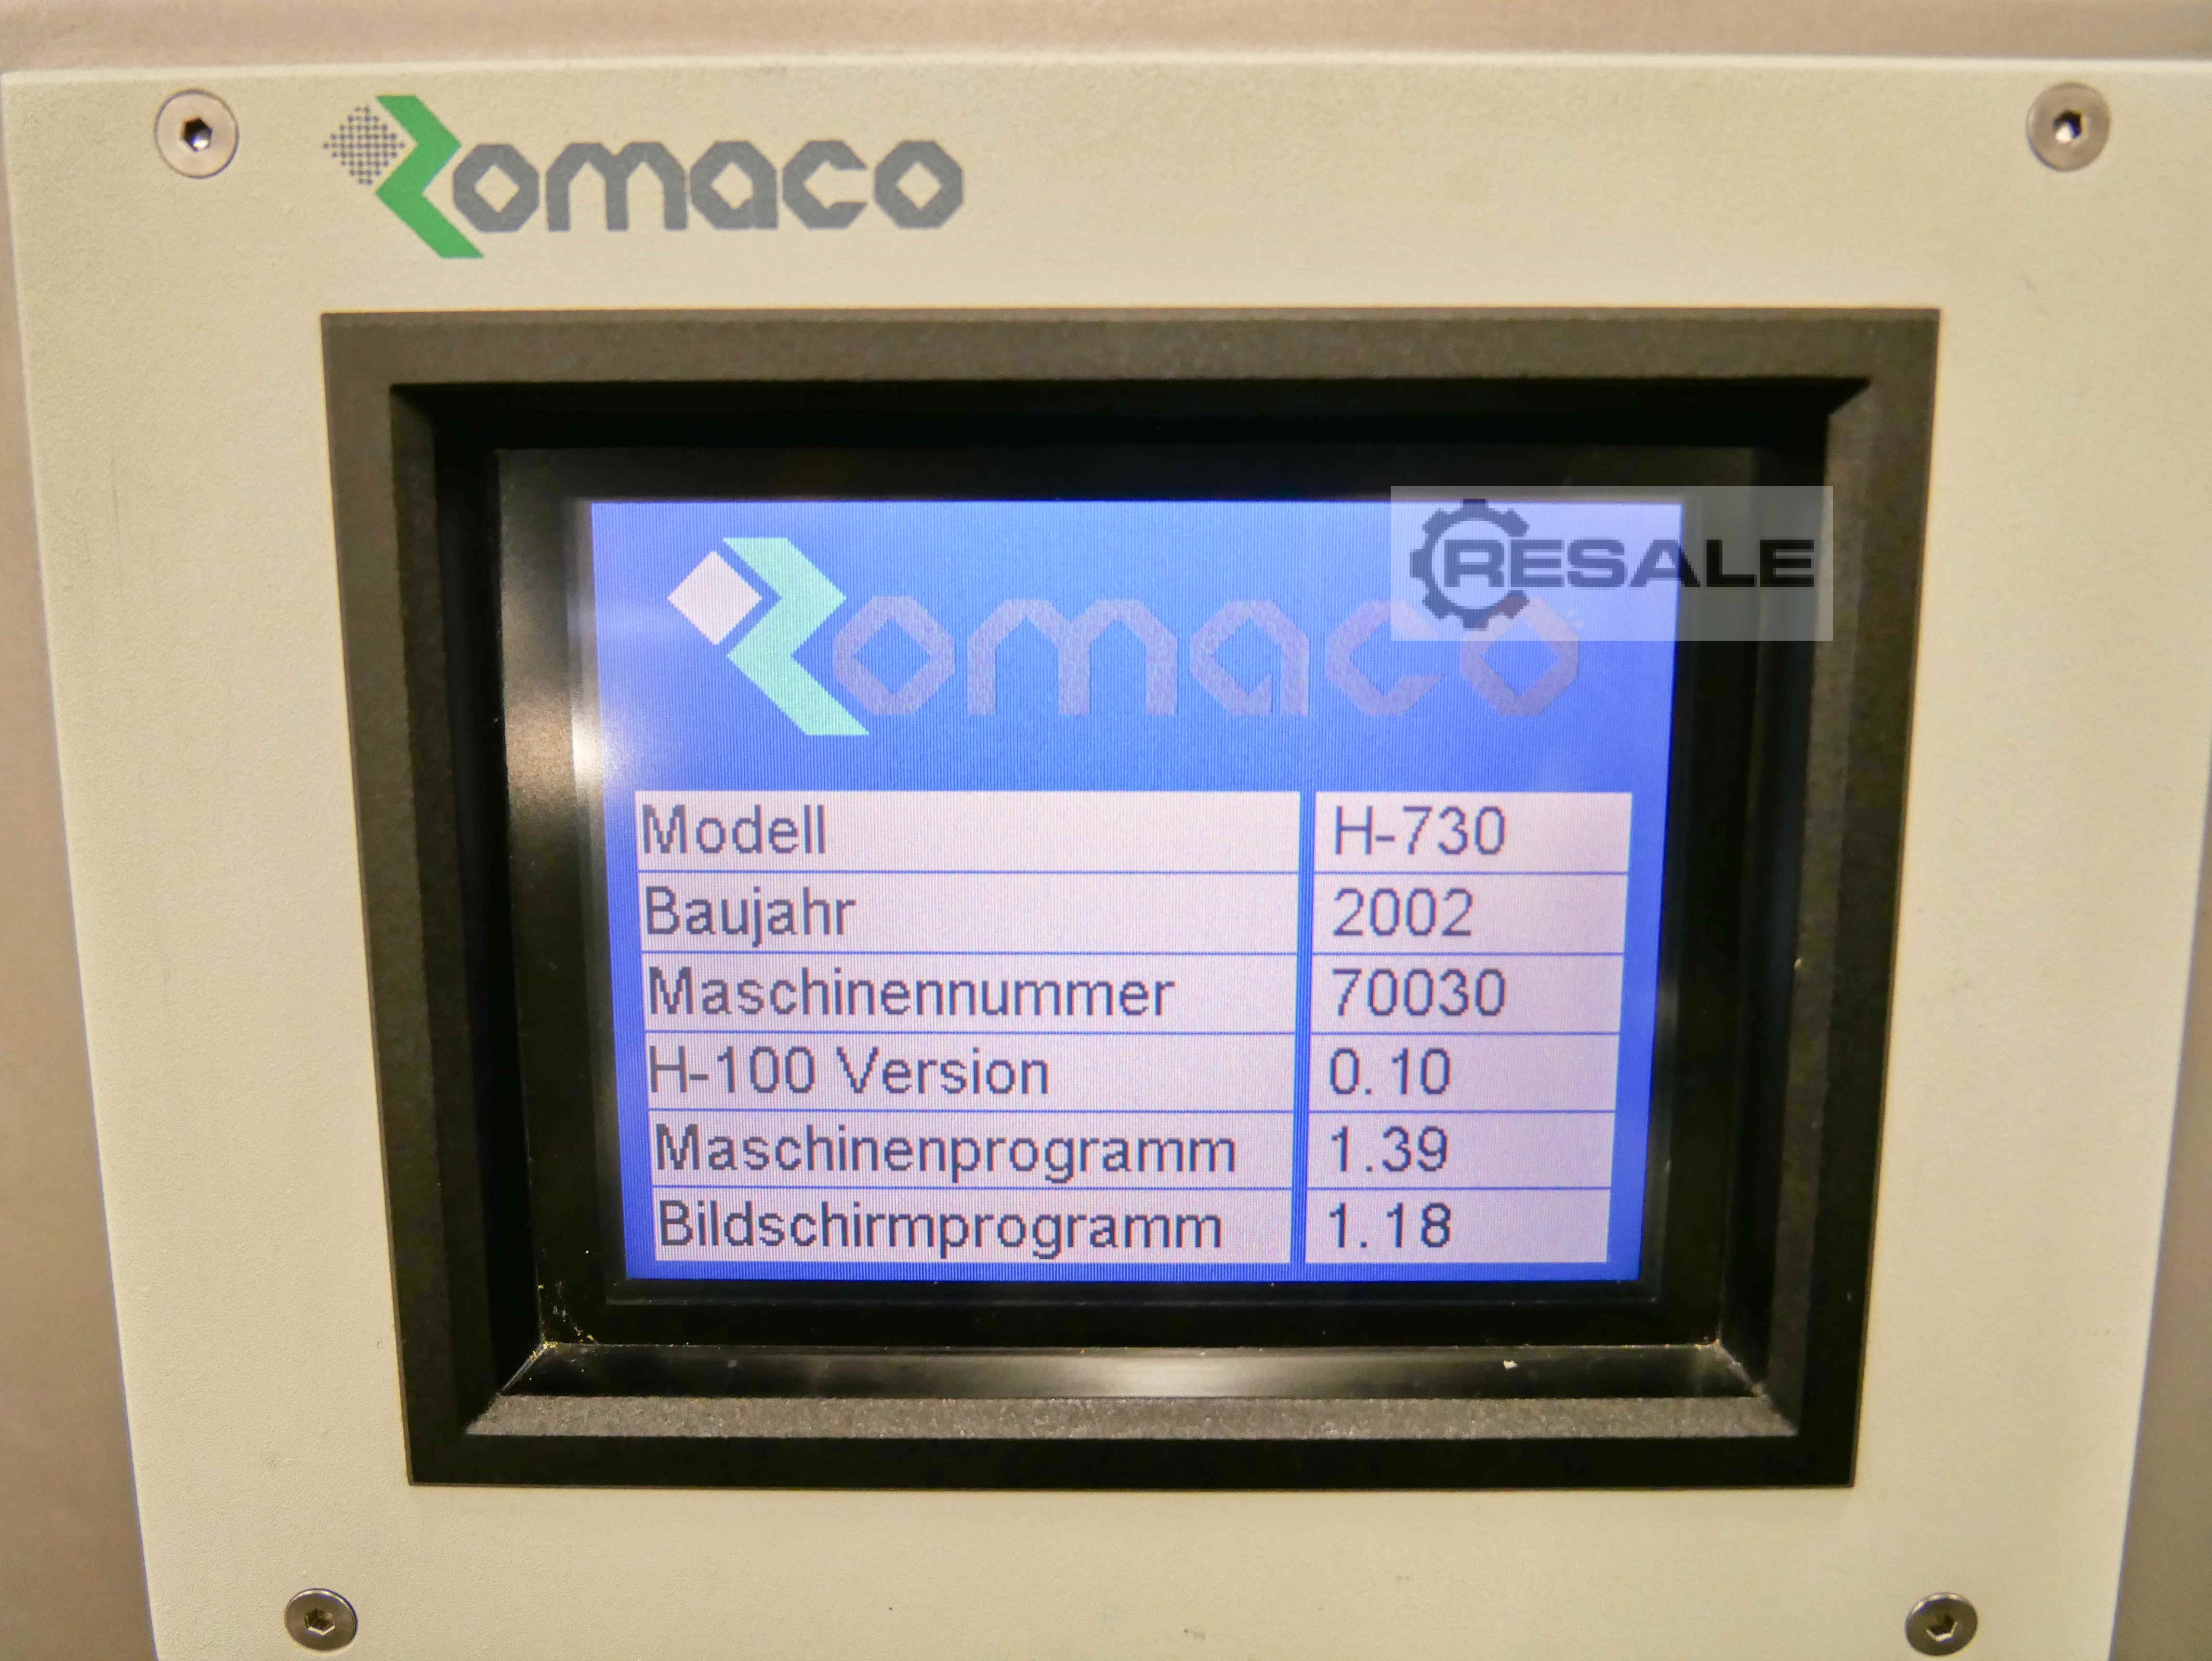 Romaco
RESALE
Romaco
Modell H-730
Baujahr 2002
Maschinennummer 70030
H-100 Version 0.10
Maschinenprogramm 1.39
Bildschirmprogramm 1.18